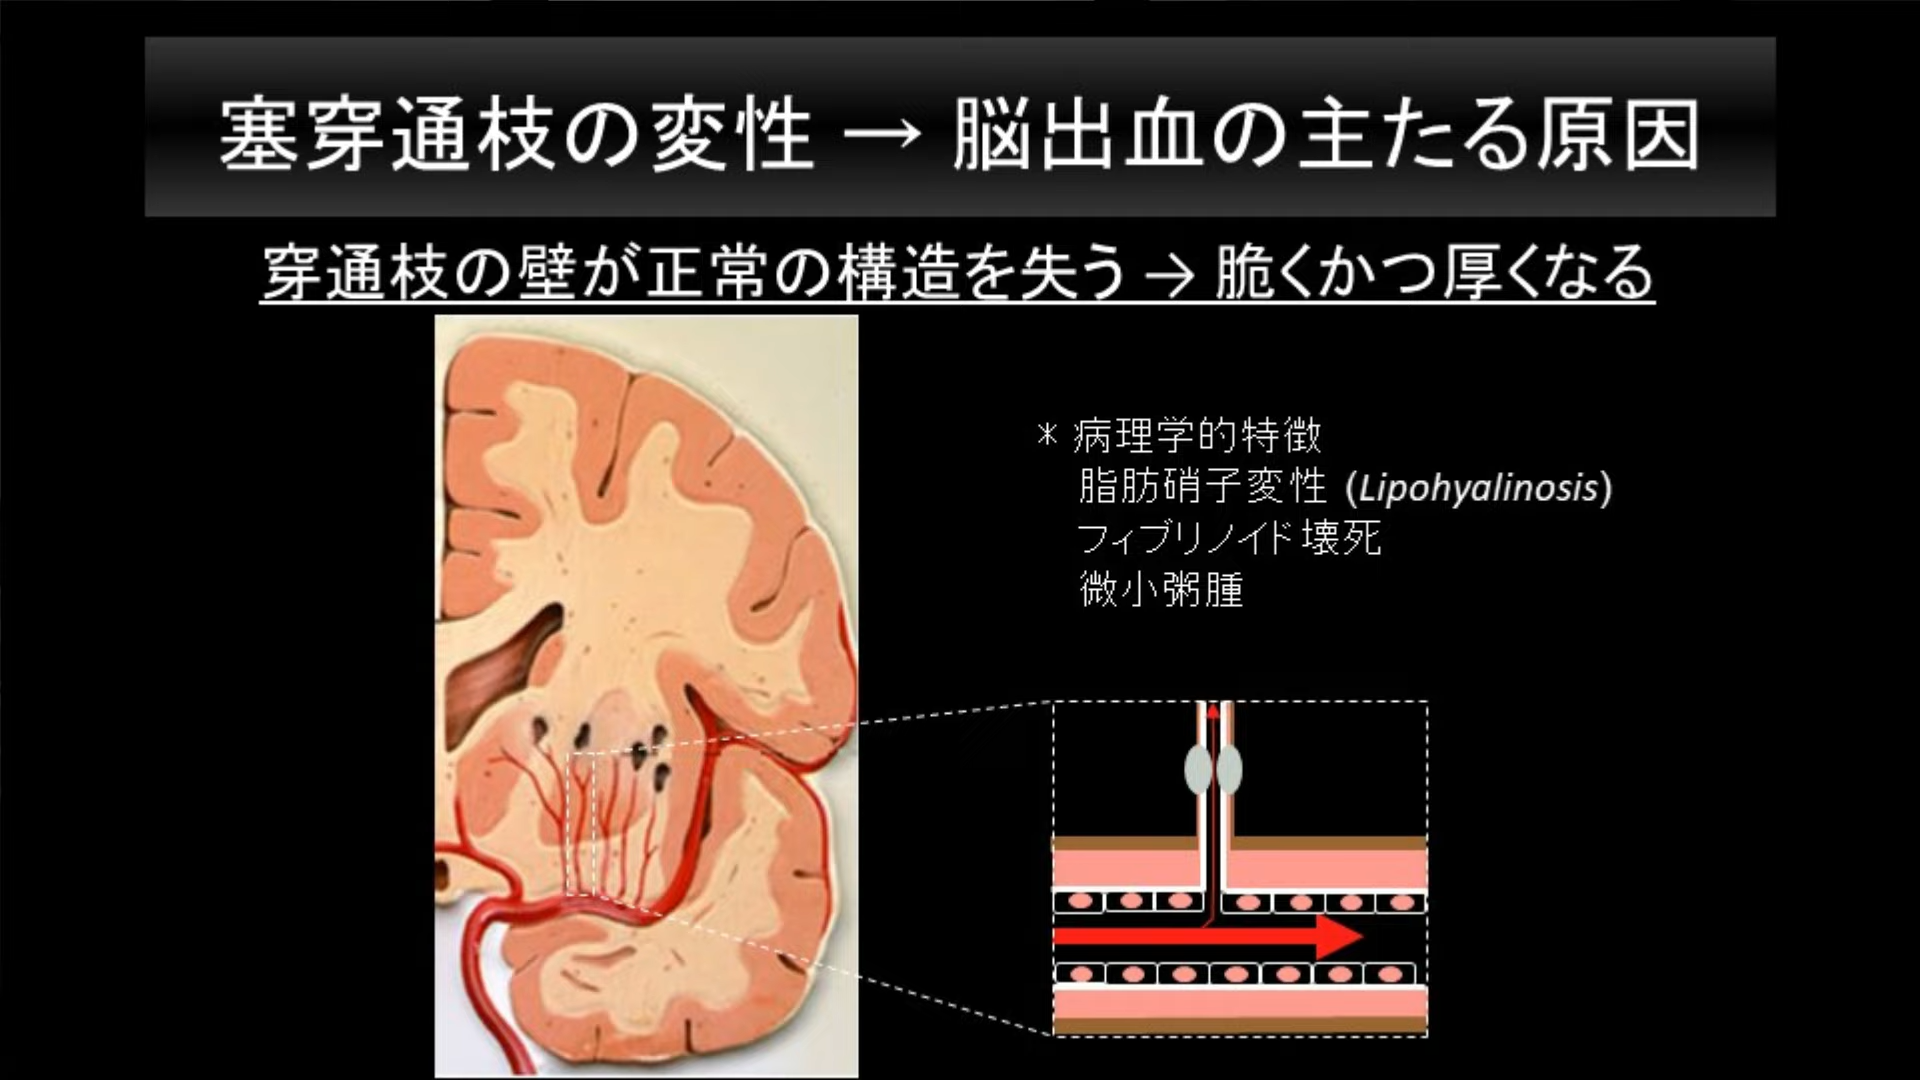 塞穿通枝の変性 → 脳出血の主たる原因
穿通枝の壁が正常の構造を失う → 脆くかつ厚くなる
* 病理学的特徴
脂肪硝子変性 (Lipohyalinosis)
フィブリノイド壊死
微小粥腫